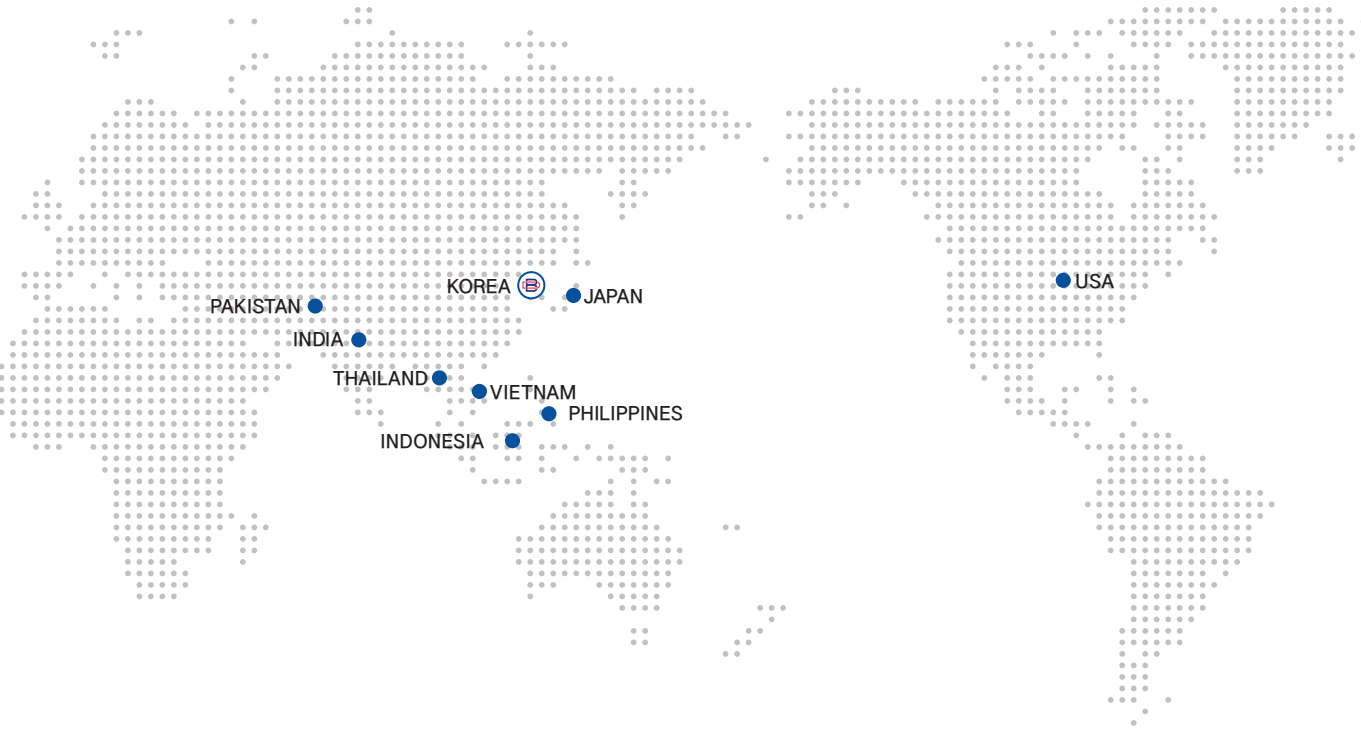 KOREA
JAPAN
USA
PAKISTAN
INDIA
THAILAND
VIETNAM
PHILIPPINES
INDONESIA